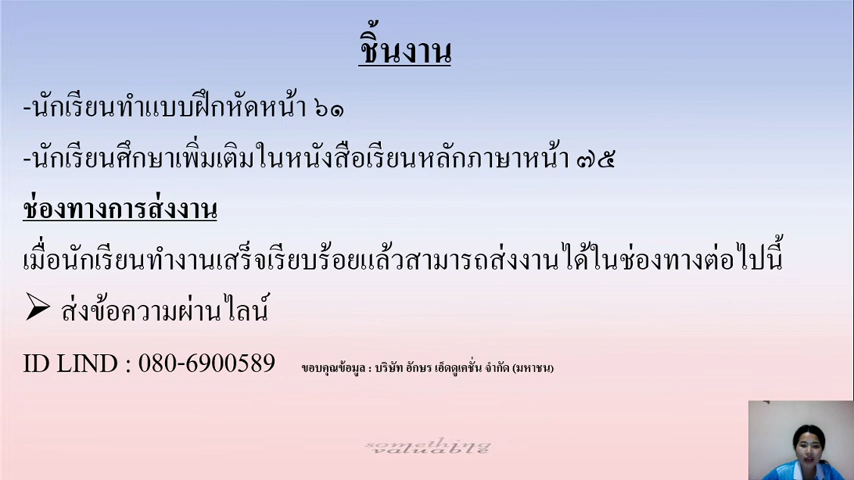 ชิ้นงาน
-นักเรียนทำแบบฝึกหัดหน้า ๖๑
-นักเรียนศึกษาเพิ่มเติมในหนังสือเรียนหลักภาษาหน้า ๗๕
ช่องทางการส่งงาน
เมื่อนักเรียนทำงานเสร็จเรียบร้อยแล้วสามารถส่งงานได้ในช่องทางต่อไปนี้
➢ ส่งข้อความผ่านไลน์
ID LIND : 080-6900589 ขอบคุณข้อมูล : บริษัท อักษร เอ็ดดูเคชั่น จำกัด (มหาชน)
something
valuable